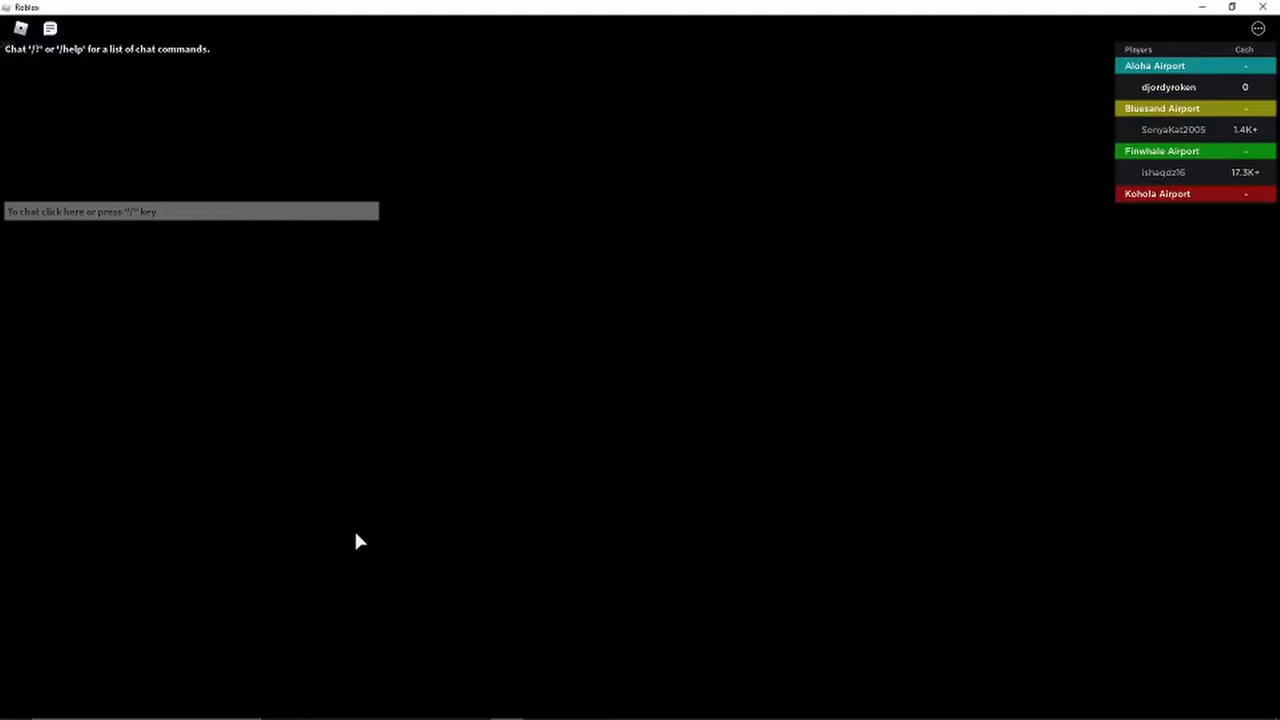 Roblox
Chat '/?' or '/help' for a list of chat commands.
To chat click here or press "/" key
Players Cash
Aloha Airport -
djordyroken 0
Bluesand Airport -
SonyaKat2005 1.4K+
Finwhale Airport -
ishaqdz16 17.3K+
Kohola Airport -